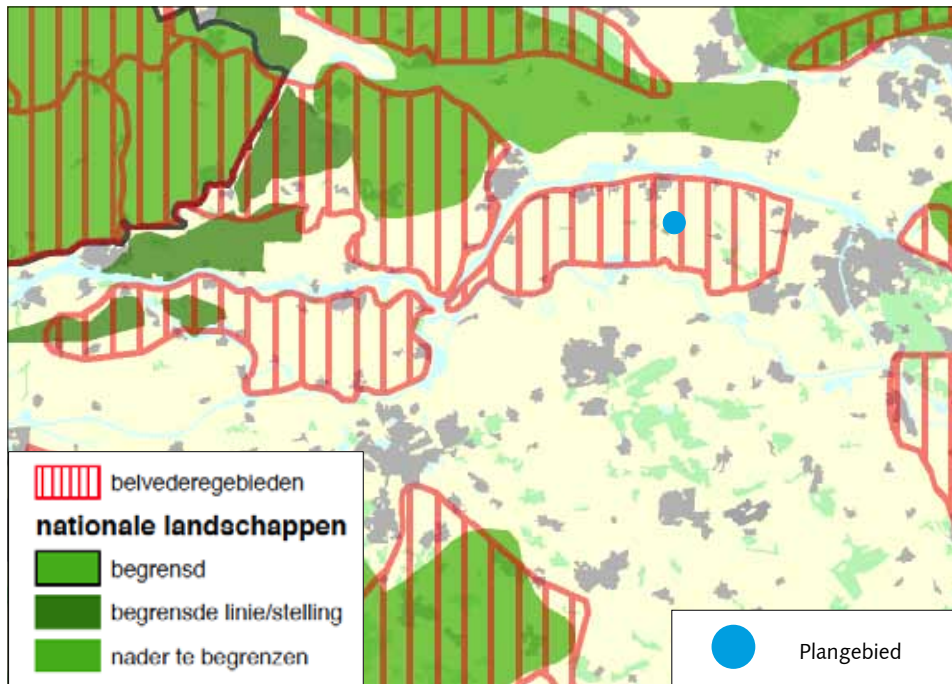 belvederegebieden
nationale landschappen
begrensd
begrensde linie/stelling
nader te begrenzen
Plangebied